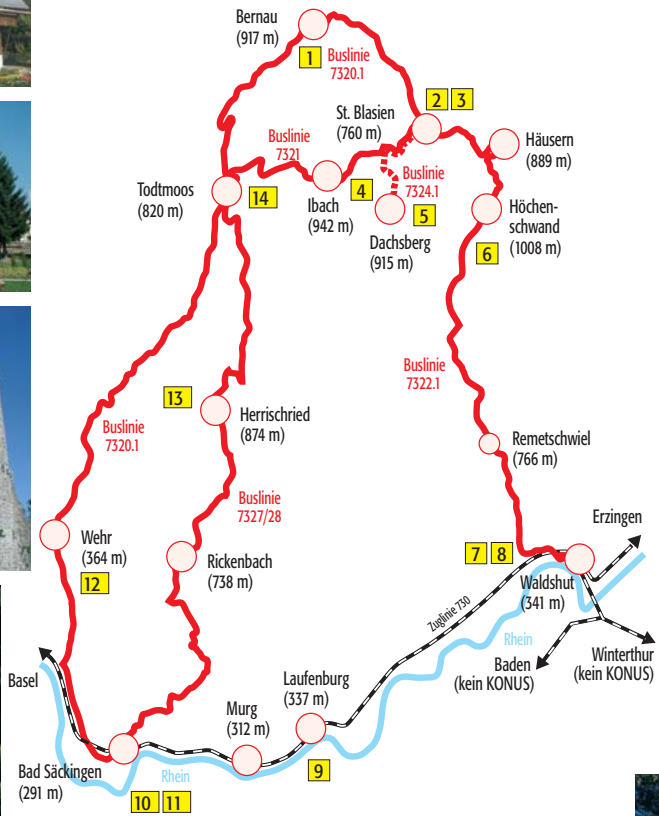 Bernau
(917 m)
1
Buslinie
7320.1
2 3
St. Blasien
(760 m)
Häusern
(889 m)
Buslinie
7321
Buslinie
7324.1
Todtmoos
(820 m)
14
Ibach
(942 m)
4
5
Dachsberg
(915 m)
Höchen-
schwand
(1008 m)
6
Buslinie
7322.1
13
Herrischried
(874 m)
Buslinie
7320.1
Remetschwiel
(766 m)
Buslinie
7327/28
Erzingen
Wehr
(364 m)
12
Rickenbach
(738 m)
7 8
Waldshut
(341 m)
Zuglinie 730
Rhein
Baden
(kein KONUS)
Winterthur
(kein KONUS)
Basel
Laufenburg
(337 m)
Murg
(312 m)
9
Bad Säckingen
(291 m)
Rhein
10 11